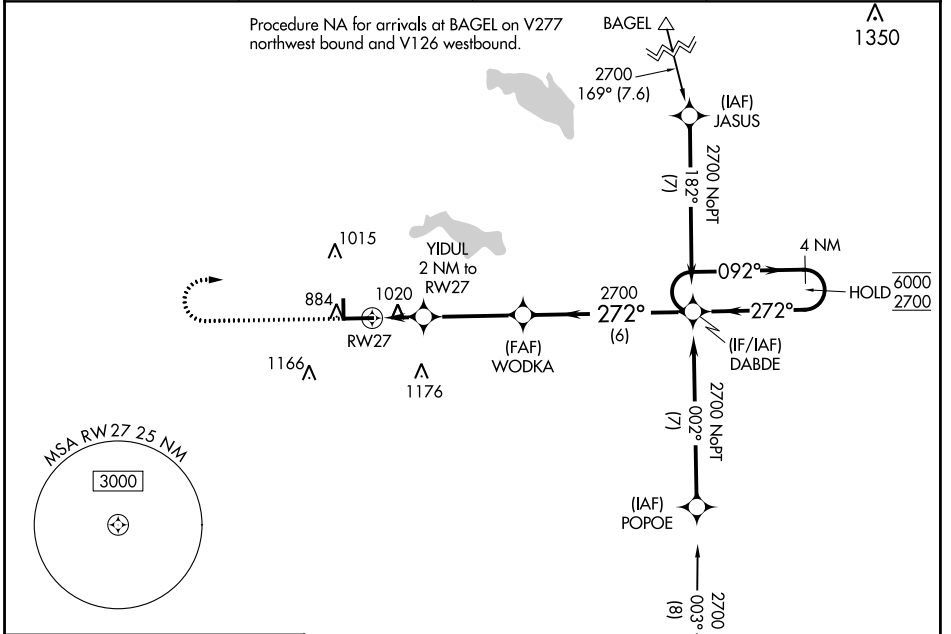 Procedure NA for arrivals at BAGEL on V277
northwest bound and V126 westbound.
BAGEL
1350
2700
169° (7.6)
(IAF)
JASUS
2700 NoPT
182°
(7)
1015
YIDUL
2 NM to
RW27
4 NM
092°
HOLD
6000
2700
884
1020
2700
272°
(6)
272°
RW27
(FAF)
WODKA
(IF/IAF)
DABDE
1166
1176
2700 NoPT
002°
(7)
MSA RW27 25 NM
3000
(IAF)
POPOE
2700
003°
(8)